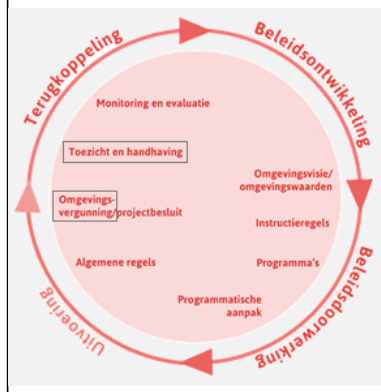 Terugkoppeling
Beleidsontwikkeling
Monitoring en evaluatie
Toezicht en handhaving
Omgevingsvisie/
omgevingswaarden
Omgevings-
vergunning/projectbesluit
Instructieregels
Algemene regels
Programma's
Programmatische
aanpak
Uitvoering
Beleidsdoorwerking